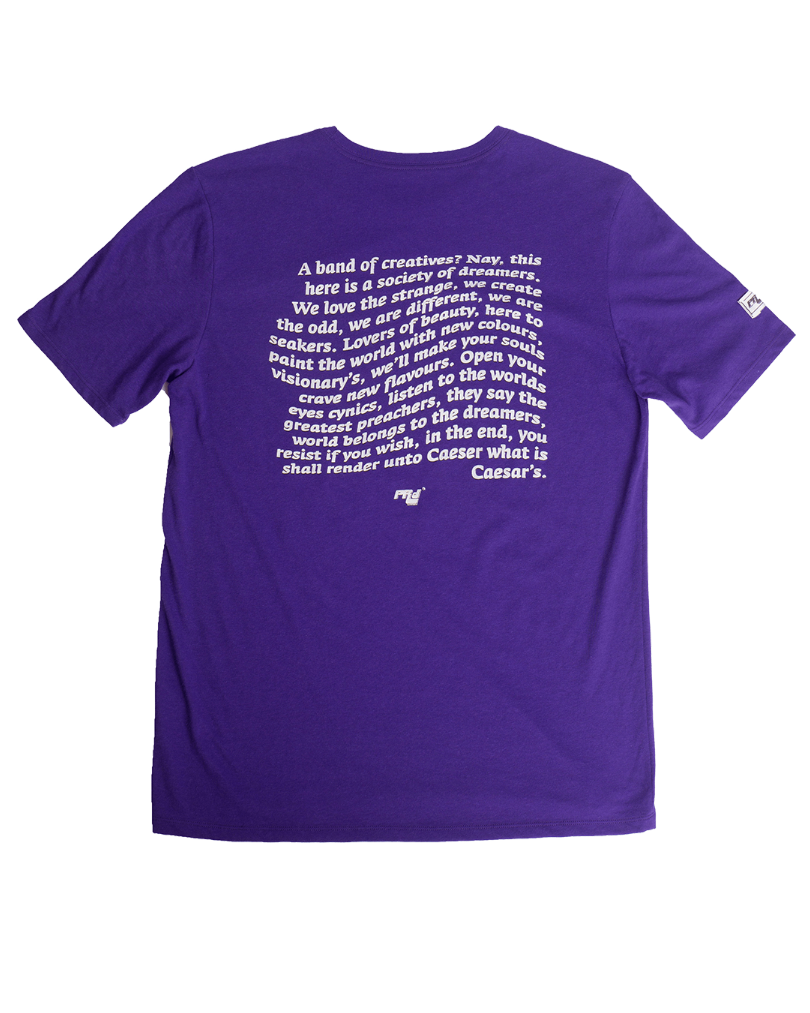 A band of creatives? Nay, this
here is a society of dreamers.
We love the strange, we create
the odd, we are different, we are
seakers. Lovers of beauty, here to
paint the world with new colours,
visionary's, we'll make your souls
crave new flavours. Open your
eyes cynics, listen to the worlds
greatest preachers, they say the
world belongs to the dreamers,
resist if you wish, in the end, you
shall render unto Caeser what is
Caesar's.